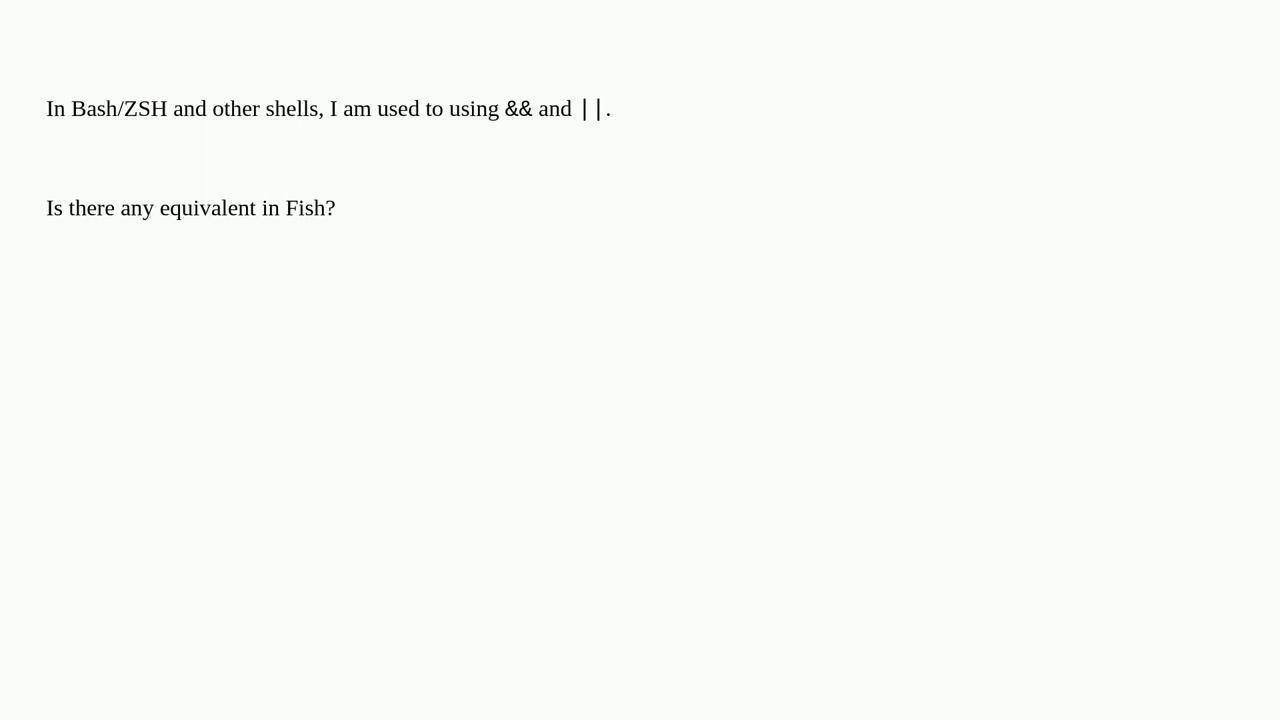 In Bash/ZSH and other shells, I am used to using && and ||.
Is there any equivalent in Fish?